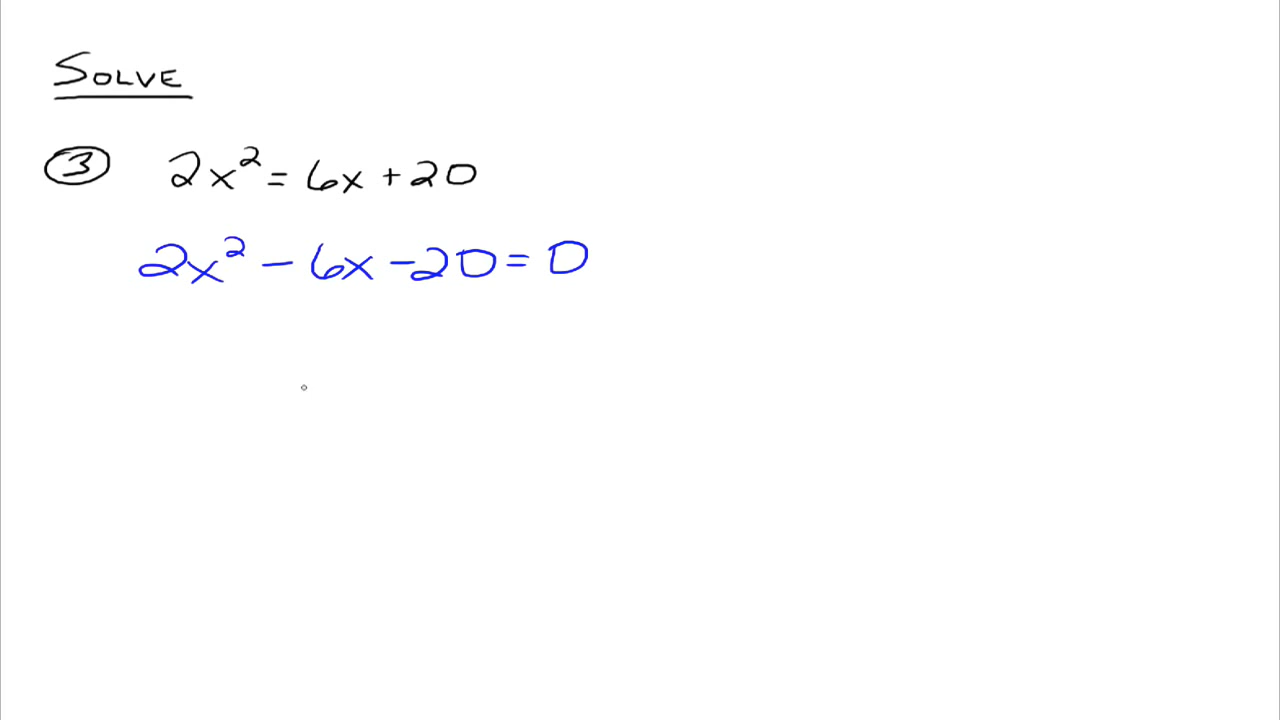 SOLVE
③ 2x² = 6x + 20
2x² - 6x - 20 = 0